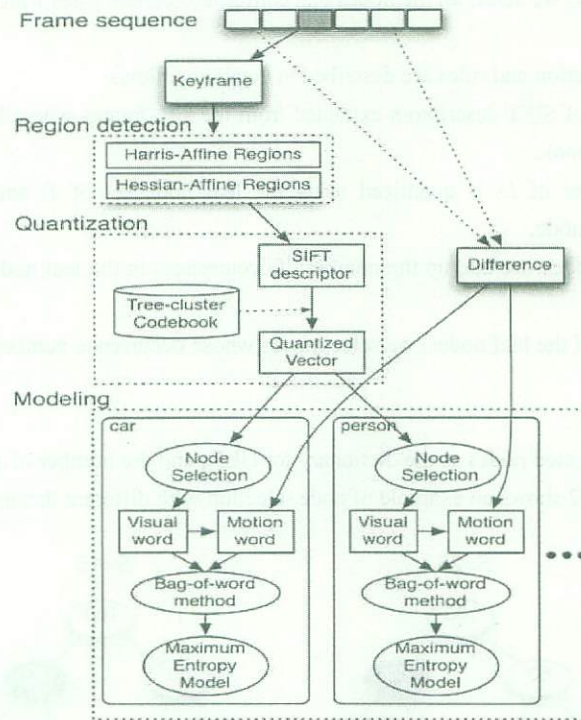 Frame sequence
Keyframe
Region detection
Harris-Affine Regions
Hessian-Affine Regions
Quantization
SIFT
descriptor
Difference
Tree-cluster
Codebook
Quantized
Vector
Modeling
car
person
Node
Selection
Node
Selection
Visual
word
Motion
word
Visual
word
Motion
word
Bag-of-word
method
Bag-of-word
method
Maximum
Entropy
Model
Maximum
Entropy
Model